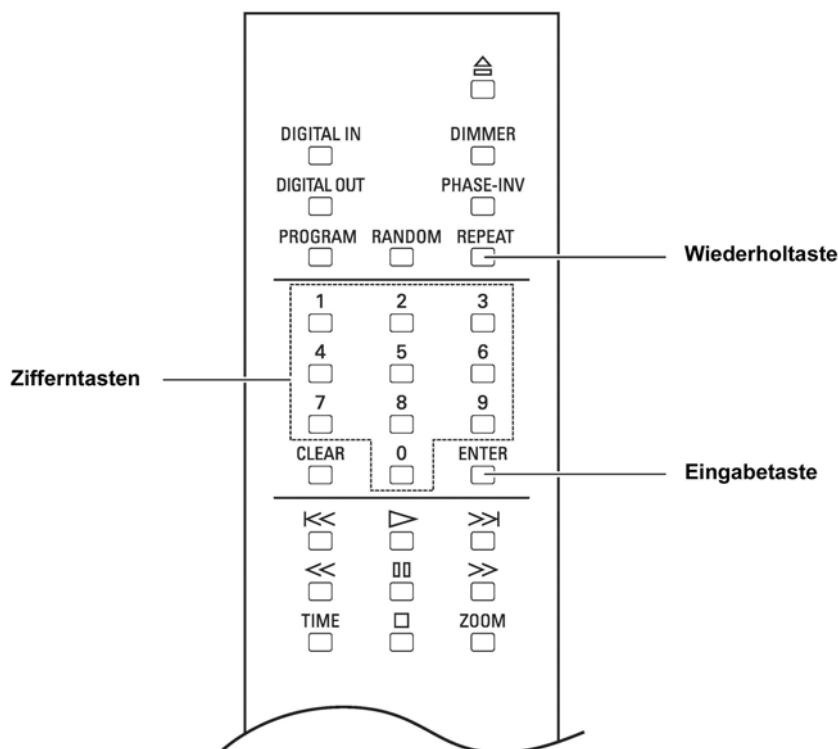 DIGITAL IN DIMMER
DIGITAL OUT PHASE-INV
PROGRAM RANDOM REPEAT
Wiederholtaste
1 2 3
4 5 6
Zifferntasten
7 8 9
CLEAR 0 ENTER
Eingabetaste
TIME ZOOM